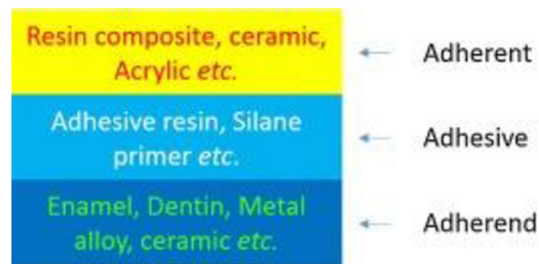 Resin composite, ceramic,
Acrylic etc.
Adherent
Adhesive resin, Silane
primer etc.
Adhesive
Enamel, Dentin, Metal
alloy, ceramic etc.
Adherend